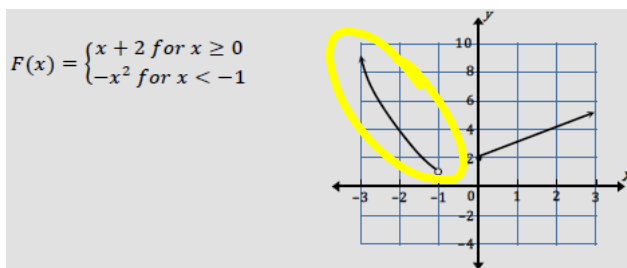 F(x) = {x + 2 for x ≥ 0
{−x² for x < −1
y
10
8
6
4
2
−3 −2 −1 0 1 2 3 x
−2
−4